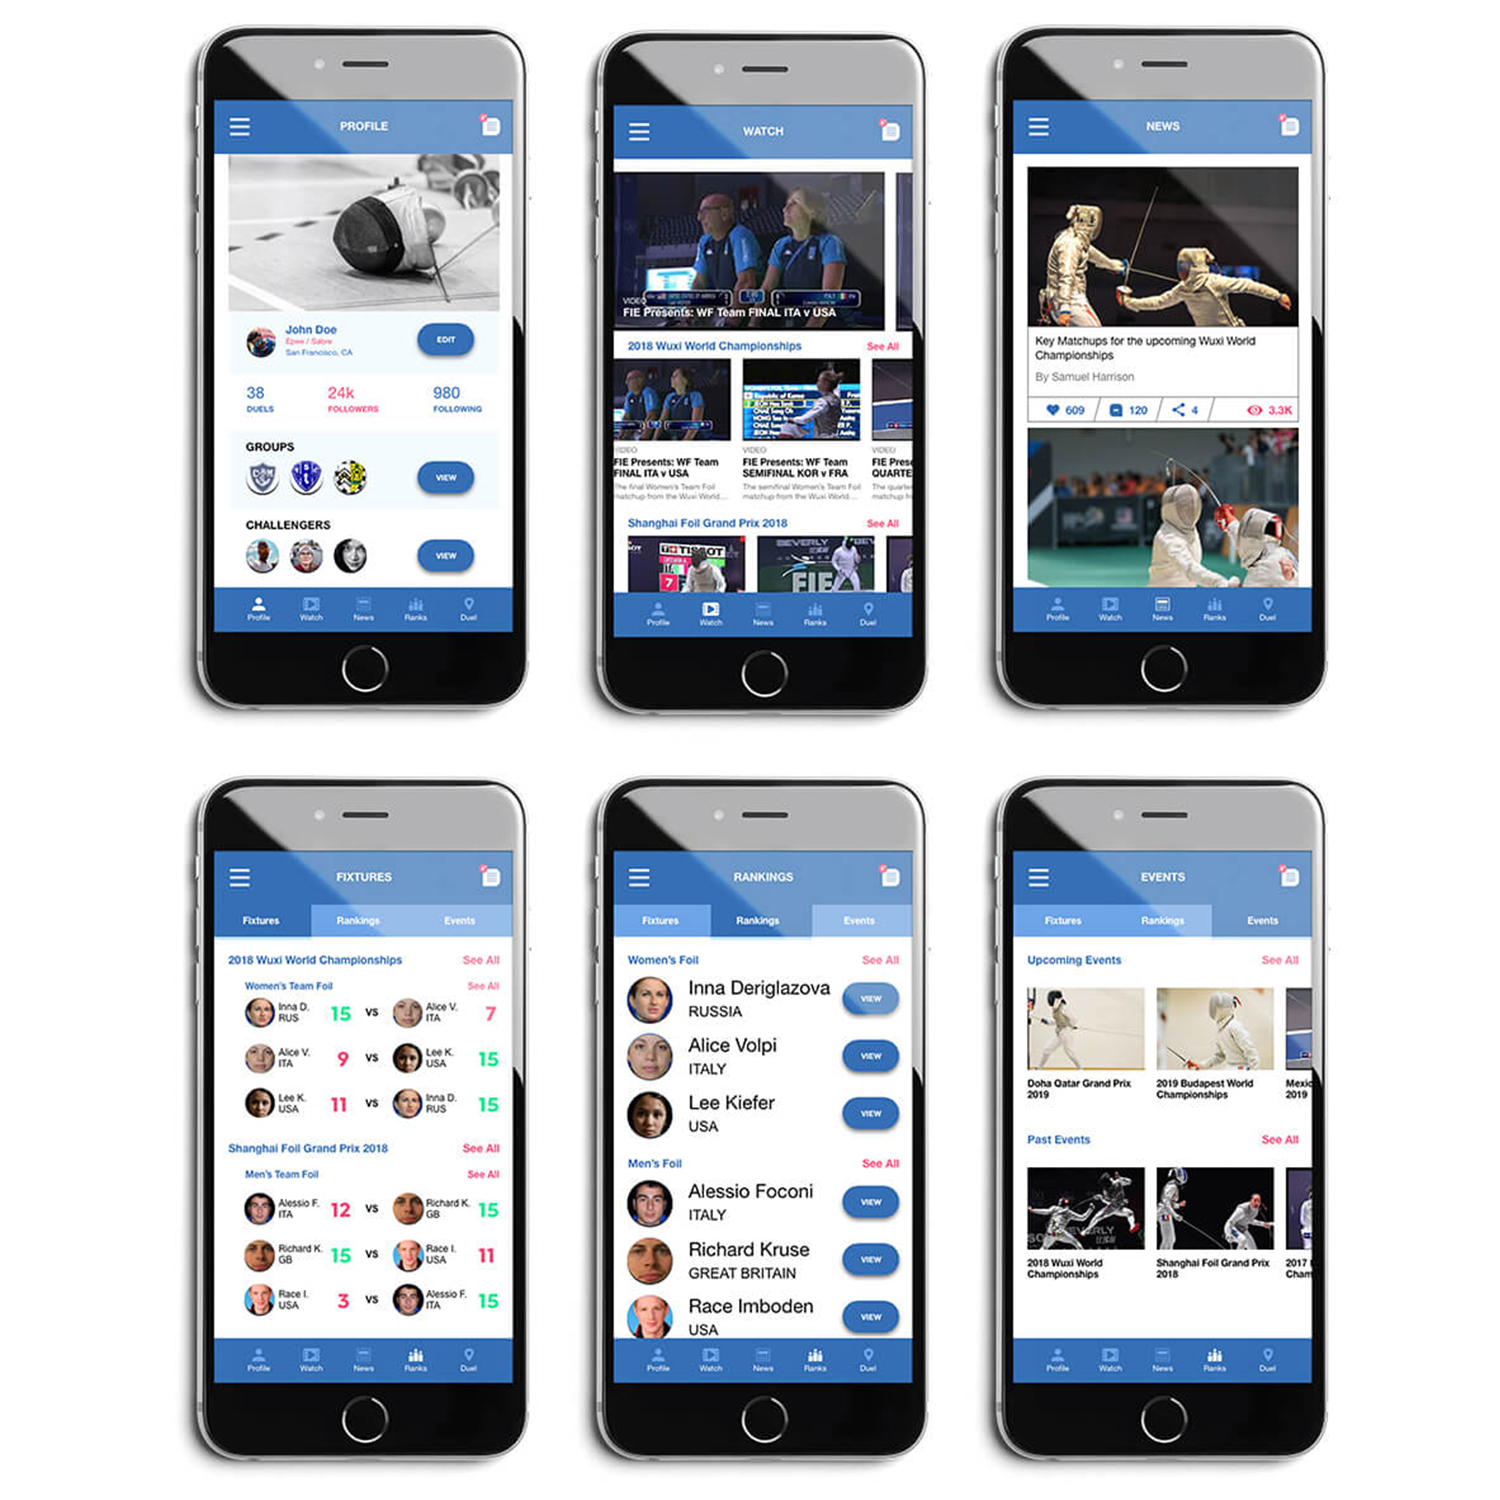 PROFILE
John Doe
Epee / Sabre
San Francisco, CA
EDIT
38
24k
980
DUELS
FOLLOWERS
FOLLOWING
GROUPS
VIEW
CHALLENGERS
VIEW
Profile
Watch
News
Ranks
Duel
WATCH
VIDEO
FIE Presents: WF Team FINAL ITA v USA
2018 Wuxi World Championships
See All
VIDEO
FIE Presents: WF Team
FINAL ITA v USA
The final Women's Team Foil
matchup from the Wuxi World...
Republic of Korea
VIDEO
FIE Presents: WF Team
SEMIFINAL KOR v FRA
The semifinal Women's Team Foil
matchup from the Wuxi World...
VIDEO
FIE Prese
QUARTE
The quarte
matchup fr
Shanghai Foil Grand Prix 2018
See All
TISSOT
ITA
7
BEVERLY
FIE
Profile
Watch
News
Ranks
Duel
NEWS
Key Matchups for the upcoming Wuxi World
Championships
By Samuel Harrison
609
120
4
3.3K
Profile
Watch
News
Ranks
Duel
FIXTURES
Fixtures
Rankings
Events
2018 Wuxi World Championships
See All
Women's Team Foil
See All
Inna D.
RUS
15
VS
Alice V.
ITA
7
Alice V.
ITA
9
VS
Lee K.
USA
15
Lee K.
USA
11
VS
Inna D.
RUS
15
Shanghai Foil Grand Prix 2018
See All
Men's Team Foil
See All
Alessio F.
ITA
12
VS
Richard K.
GB
15
Richard K.
GB
15
VS
Race I.
USA
11
Race I.
USA
3
VS
Alessio F.
ITA
15
Profile
Watch
News
Ranks
Duel
RANKINGS
Fixtures
Rankings
Events
Women's Foil
See All
Inna Deriglazova
RUSSIA
VIEW
Alice Volpi
ITALY
VIEW
Lee Kiefer
USA
VIEW
Men's Foil
See All
Alessio Foconi
ITALY
VIEW
Richard Kruse
GREAT BRITAIN
VIEW
Race Imboden
USA
VIEW
Profile
Watch
News
Ranks
Duel
EVENTS
Fixtures
Rankings
Events
Upcoming Events
See All
Doha Qatar Grand Prix
2019
2019 Budapest World
Championships
Mexic
2019
Past Events
See All
2018 Wuxi World
Championships
Shanghai Foil Grand Prix
2018
2017
Cham
Profile
Watch
News
Ranks
Duel